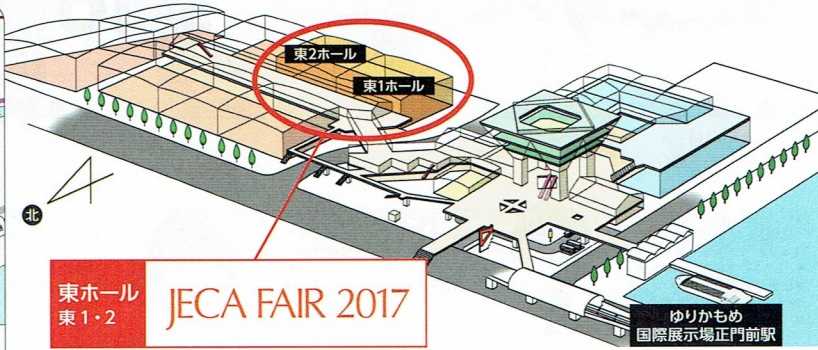 東2ホール
東1ホール
北
東ホール
東1・2
JECA FAIR 2017
ゆりかもめ
国際展示場正門前駅